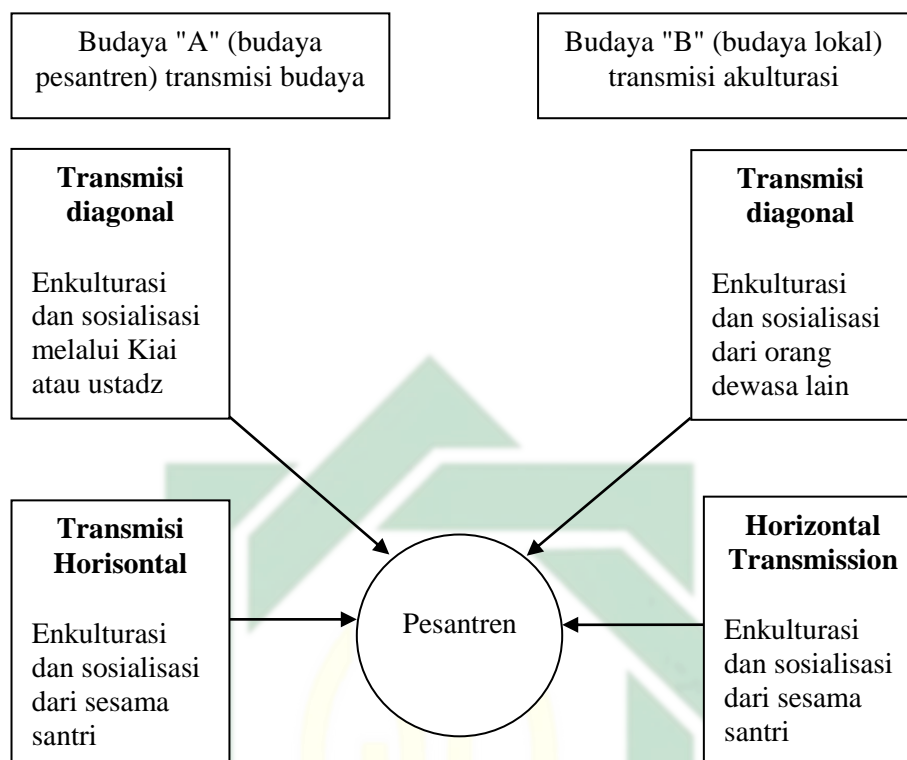 Budaya "A" (budaya
pesantren) transmisi budaya
Budaya "B" (budaya lokal)
transmisi akulturasi
Transmisi
diagonal
Enkulturasi
dan sosialisasi
melalui Kiai
atau ustadz
Transmisi
diagonal
Enkulturasi
dan sosialisasi
dari orang
dewasa lain
Transmisi
Horisontal
Enkulturasi
dan sosialisasi
dari sesama
santri
Pesantren
Horizontal
Transmission
Enkulturasi
dan sosialisasi
dari sesama
santri